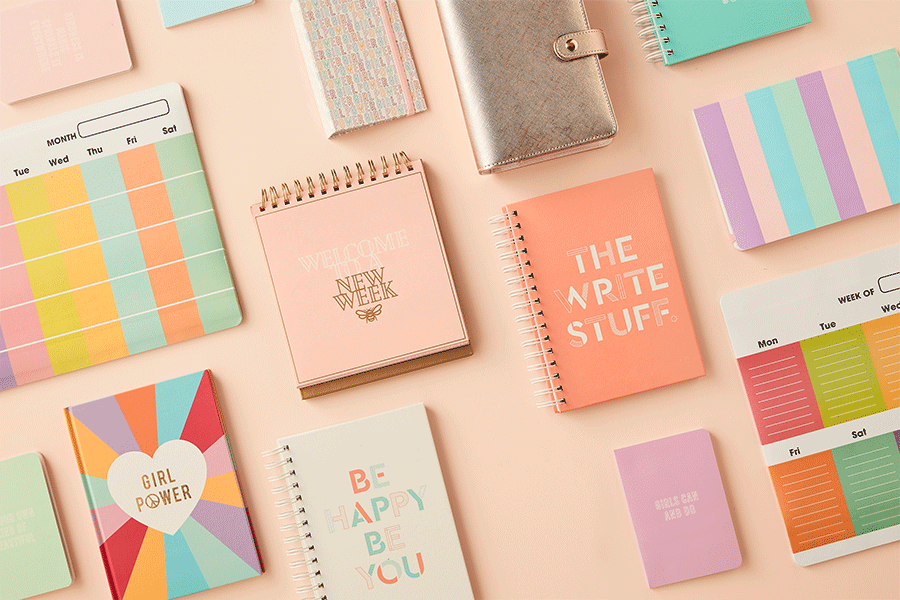 MONTH
Tue Wed Thu Fri Sat
WELCOME
NEW
WEEK
THE
WRITE
STUFF.
WEEK OF
Mon Tue Wed
Fri Sat
GIRL
POWER
BE
HAPPY
BE
YOU
GIRLS CAN
AND DO